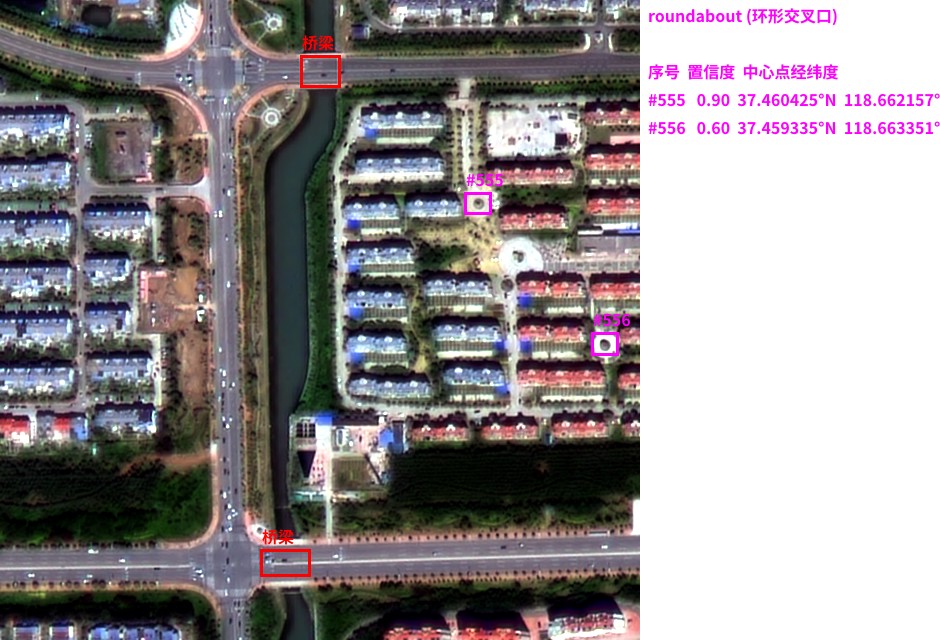 roundabout (环形交叉口)
序号 置信度 中心点经纬度
#555 0.90 37.460425°N 118.662157°
#556 0.60 37.459335°N 118.663351°
桥梁
#555
#556
桥梁